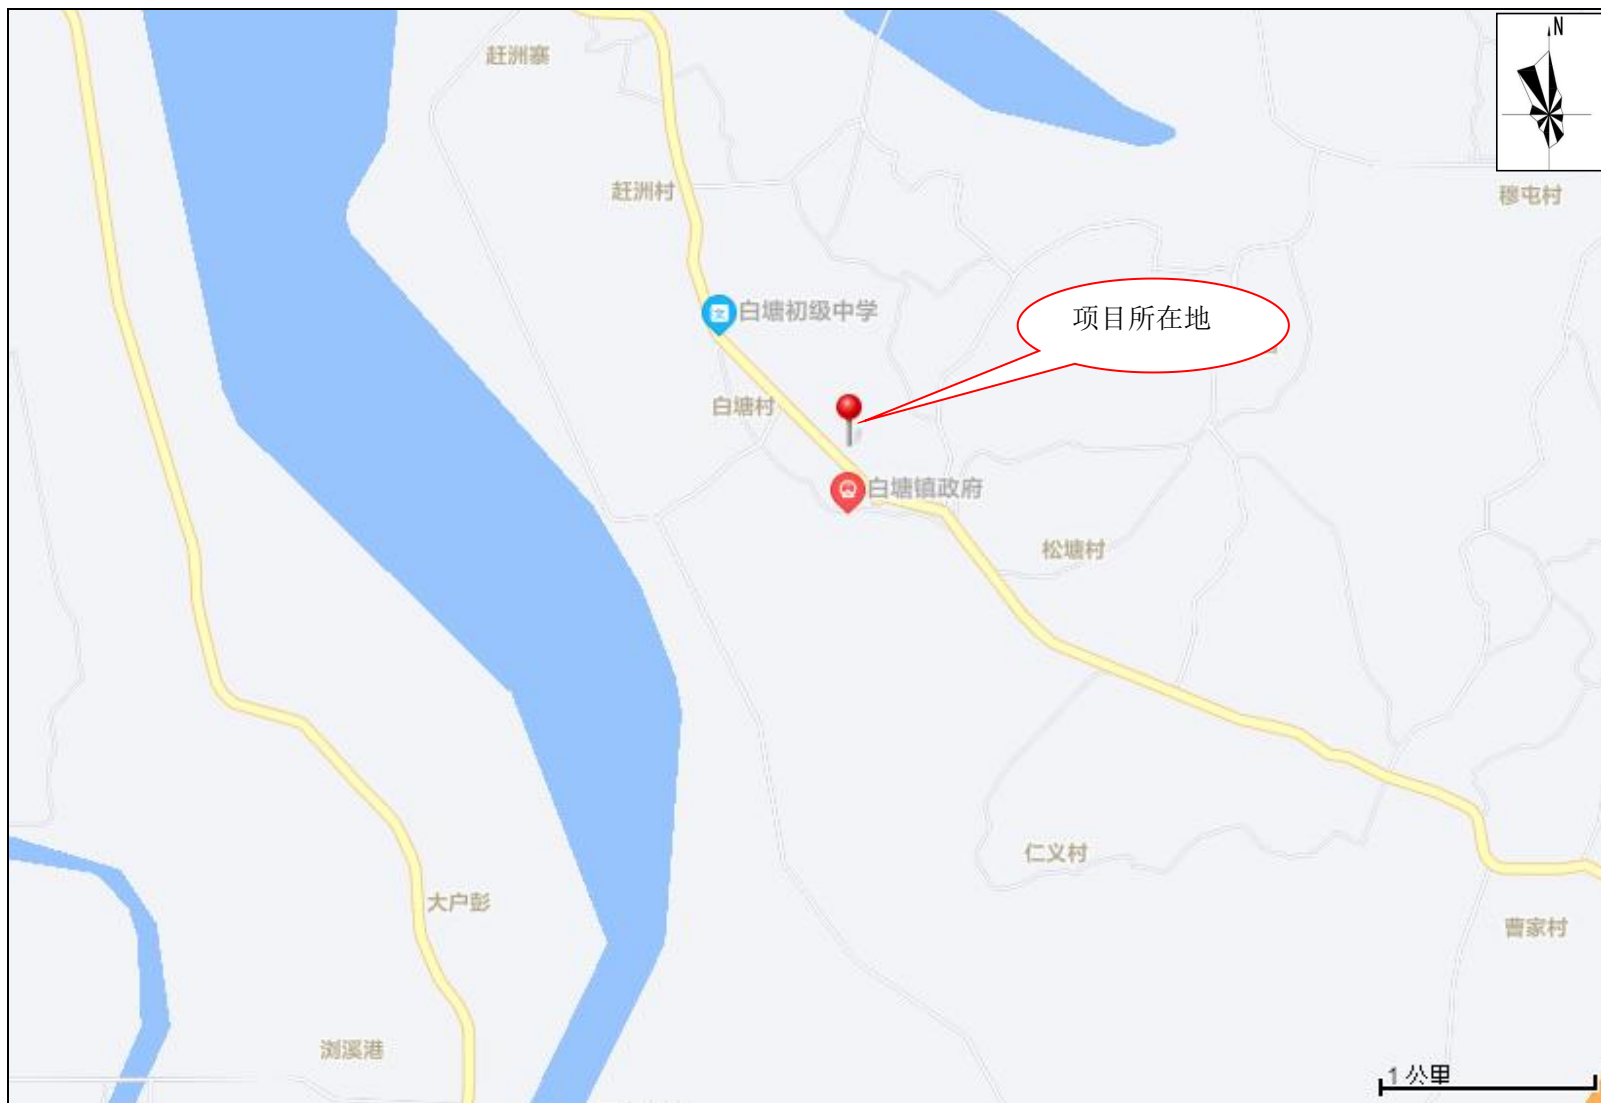 N
赶洲寨
赶洲村
穆屯村
白塘初级中学
文
项目所在地
白塘村
白塘镇政府
松塘村
仁义村
大户彭
曹家村
浏溪港
1公里